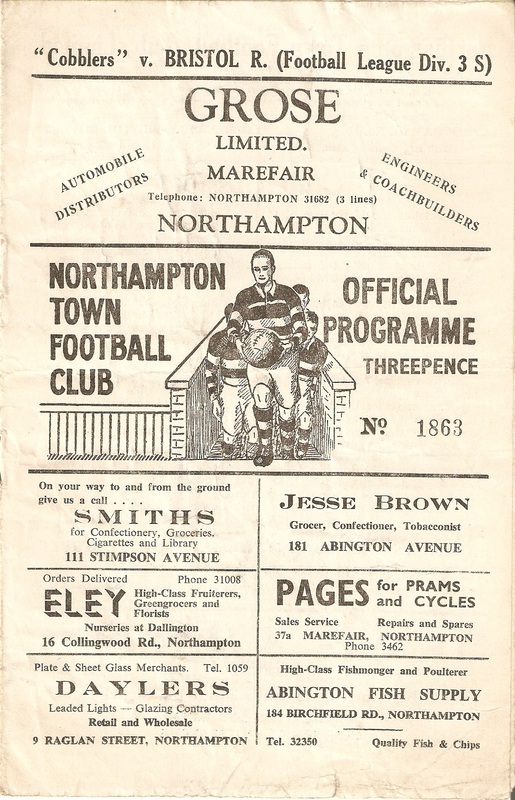 "Cobblers" v. BRISTOL R. (Football League Div. 3 S)
GROSE
LIMITED.
MAREFAIR
AUTOMOBILE
DISTRIBUTORS
ENGINEERS
& COACHBUILDERS
Telephone: NORTHAMPTON 31682 (3 lines)
NORTHAMPTON
NORTHAMPTON
TOWN
FOOTBALL
CLUB
OFFICIAL
PROGRAMME
THREEPENCE
No 1863
On your way to and from the ground
give us a call . . . .
SMITHS
for Confectionery, Groceries.
Cigarettes and Library
111 STIMPSON AVENUE
JESSE BROWN
Grocer, Confectioner, Tobacconist
181 ABINGTON AVENUE
Orders Delivered Phone 31008
ELEY
High-Class Fruiterers,
Greengrocers and
Florists
Nurseries at Dallington
16 Collingwood Rd., Northampton
PAGES for PRAMS
and CYCLES
Sales Service Repairs and Spares
37a MAREFAIR, NORTHAMPTON
Phone 3462
Plate & Sheet Glass Merchants. Tel. 1059
DAYLERS
Leaded Lights — Glazing Contractors
Retail and Wholesale
9 RAGLAN STREET, NORTHAMPTON
High-Class Fishmonger and Poulterer
ABINGTON FISH SUPPLY
184 BIRCHFIELD RD., NORTHAMPTON
Tel. 32350 Quality Fish & Chips